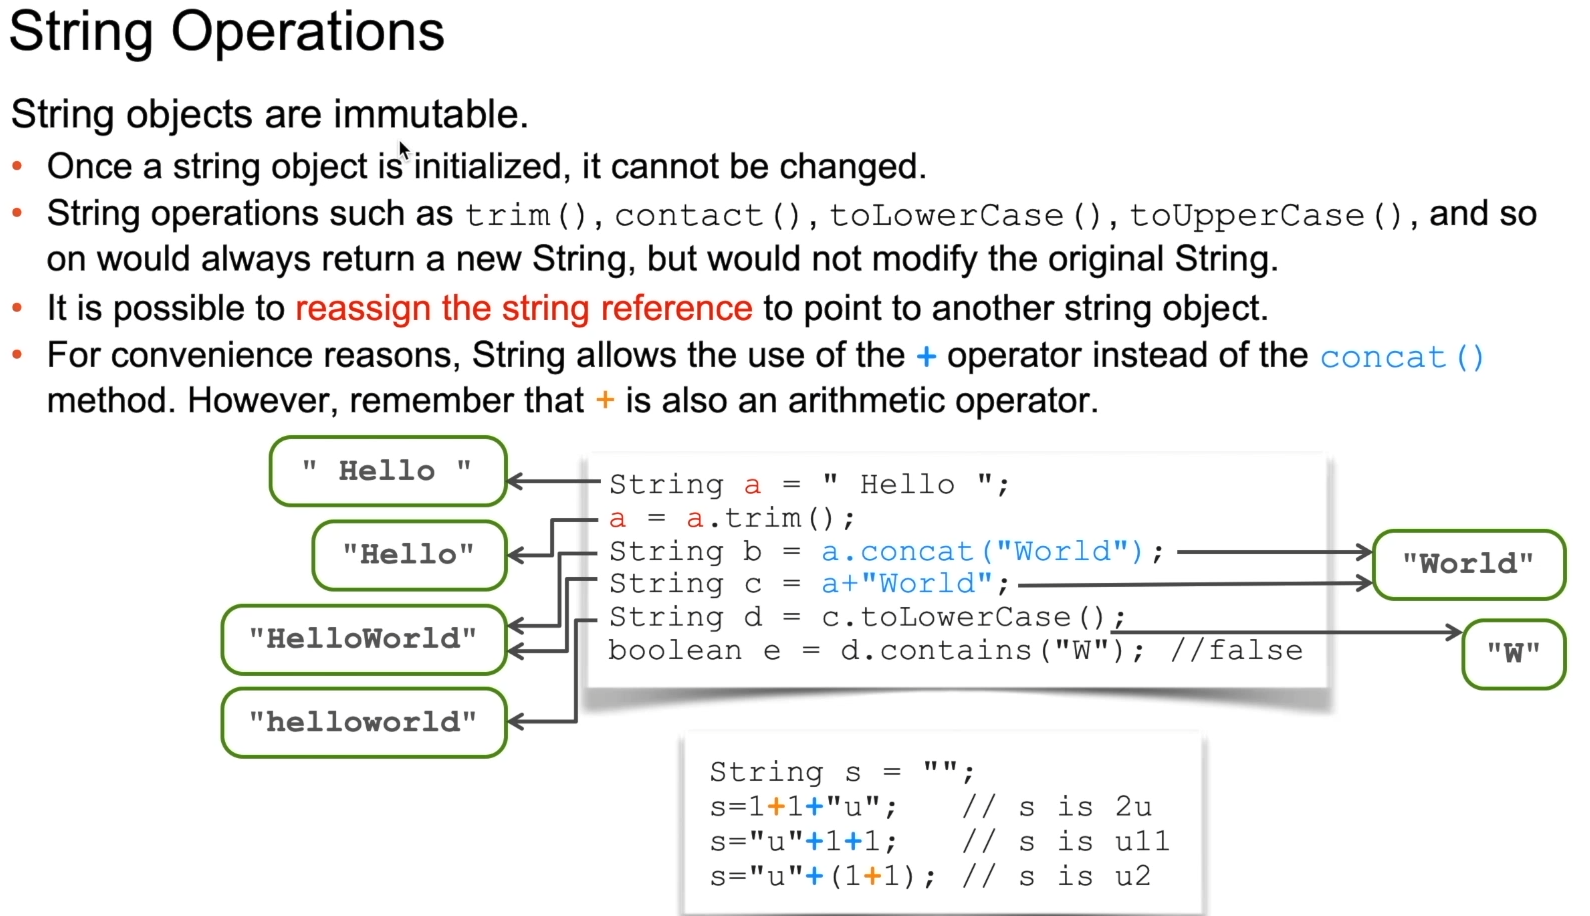 String Operations
String objects are immutable.
• Once a string object is initialized, it cannot be changed.
• String operations such as trim(), contact(), toLowerCase(), toUpperCase(), and so
on would always return a new String, but would not modify the original String.
• It is possible to reassign the string reference to point to another string object.
• For convenience reasons, String allows the use of the + operator instead of the concat()
method. However, remember that + is also an arithmetic operator.
" Hello "
"Hello"
"HelloWorld"
"helloworld"
String a = " Hello ";
a = a.trim();
String b = a.concat("World");
String c = a+"World";
String d = c.toLowerCase();
boolean e = d.contains("W"); //false
"World"
"W"
String s = "";
s=1+1+"u"; // s is 2u
s="u"+1+1; // s is u11
s="u"+(1+1); // s is u2